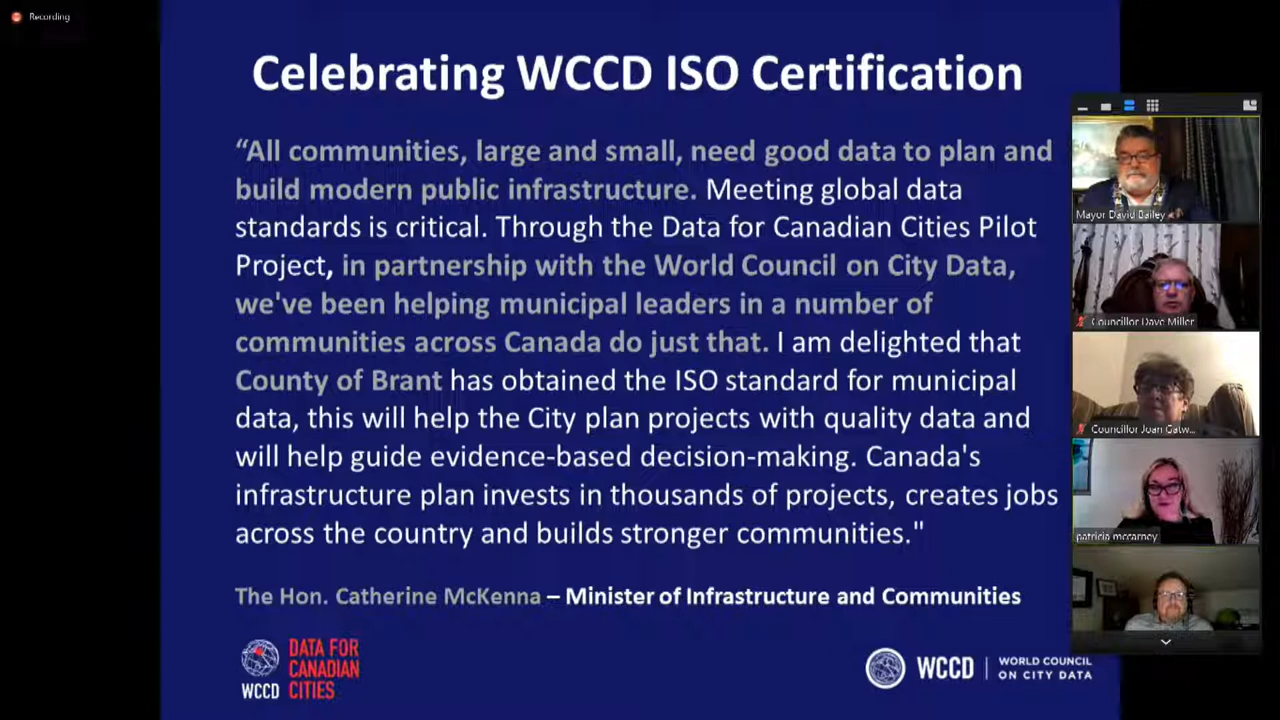 Recording
Celebrating WCCD ISO Certification
“All communities, large and small, need good data to plan and
build modern public infrastructure. Meeting global data
standards is critical. Through the Data for Canadian Cities Pilot
Project, in partnership with the World Council on City Data,
we've been helping municipal leaders in a number of
communities across Canada do just that. I am delighted that
County of Brant has obtained the ISO standard for municipal
data, this will help the City plan projects with quality data and
will help guide evidence-based decision-making. Canada's
infrastructure plan invests in thousands of projects, creates jobs
across the country and builds stronger communities."
The Hon. Catherine McKenna – Minister of Infrastructure and Communities
WCCD
DATA FOR
CANADIAN
CITIES
WCCD
WORLD COUNCIL
ON CITY DATA
Mayor David Bailey
Councillor Dave Miller
Councillor Joan Gatw...
patricia mccarney